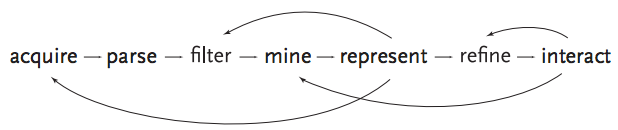 acquire — parse — filter — mine — represent — refine — interact